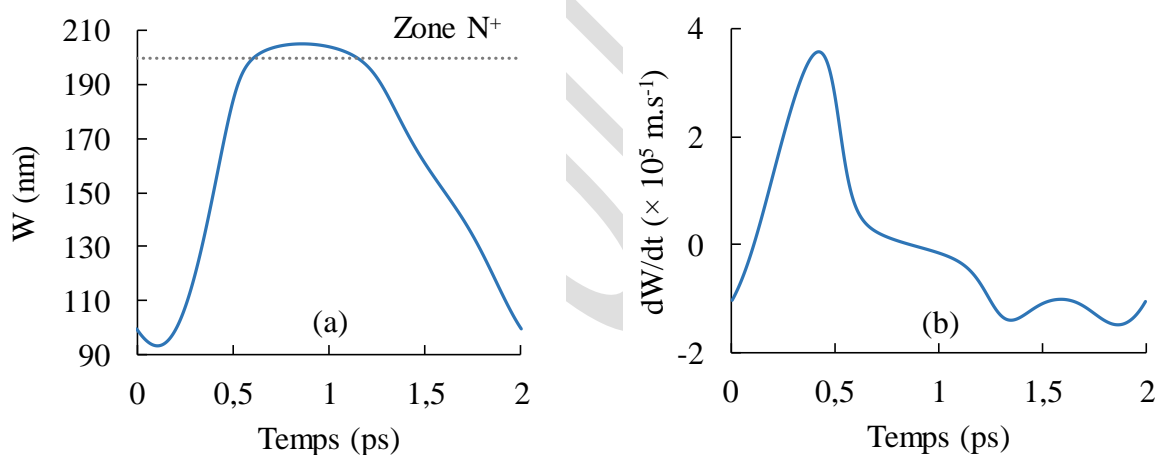 Zone N⁺
W (nm)
210
190
170
150
130
110
90
(a)
0 0,5 1 1,5 2
Temps (ps)
dW/dt (× 10⁵ m.s⁻¹)
4
2
0
-2
(b)
0 0,5 1 1,5 2
Temps (ps)